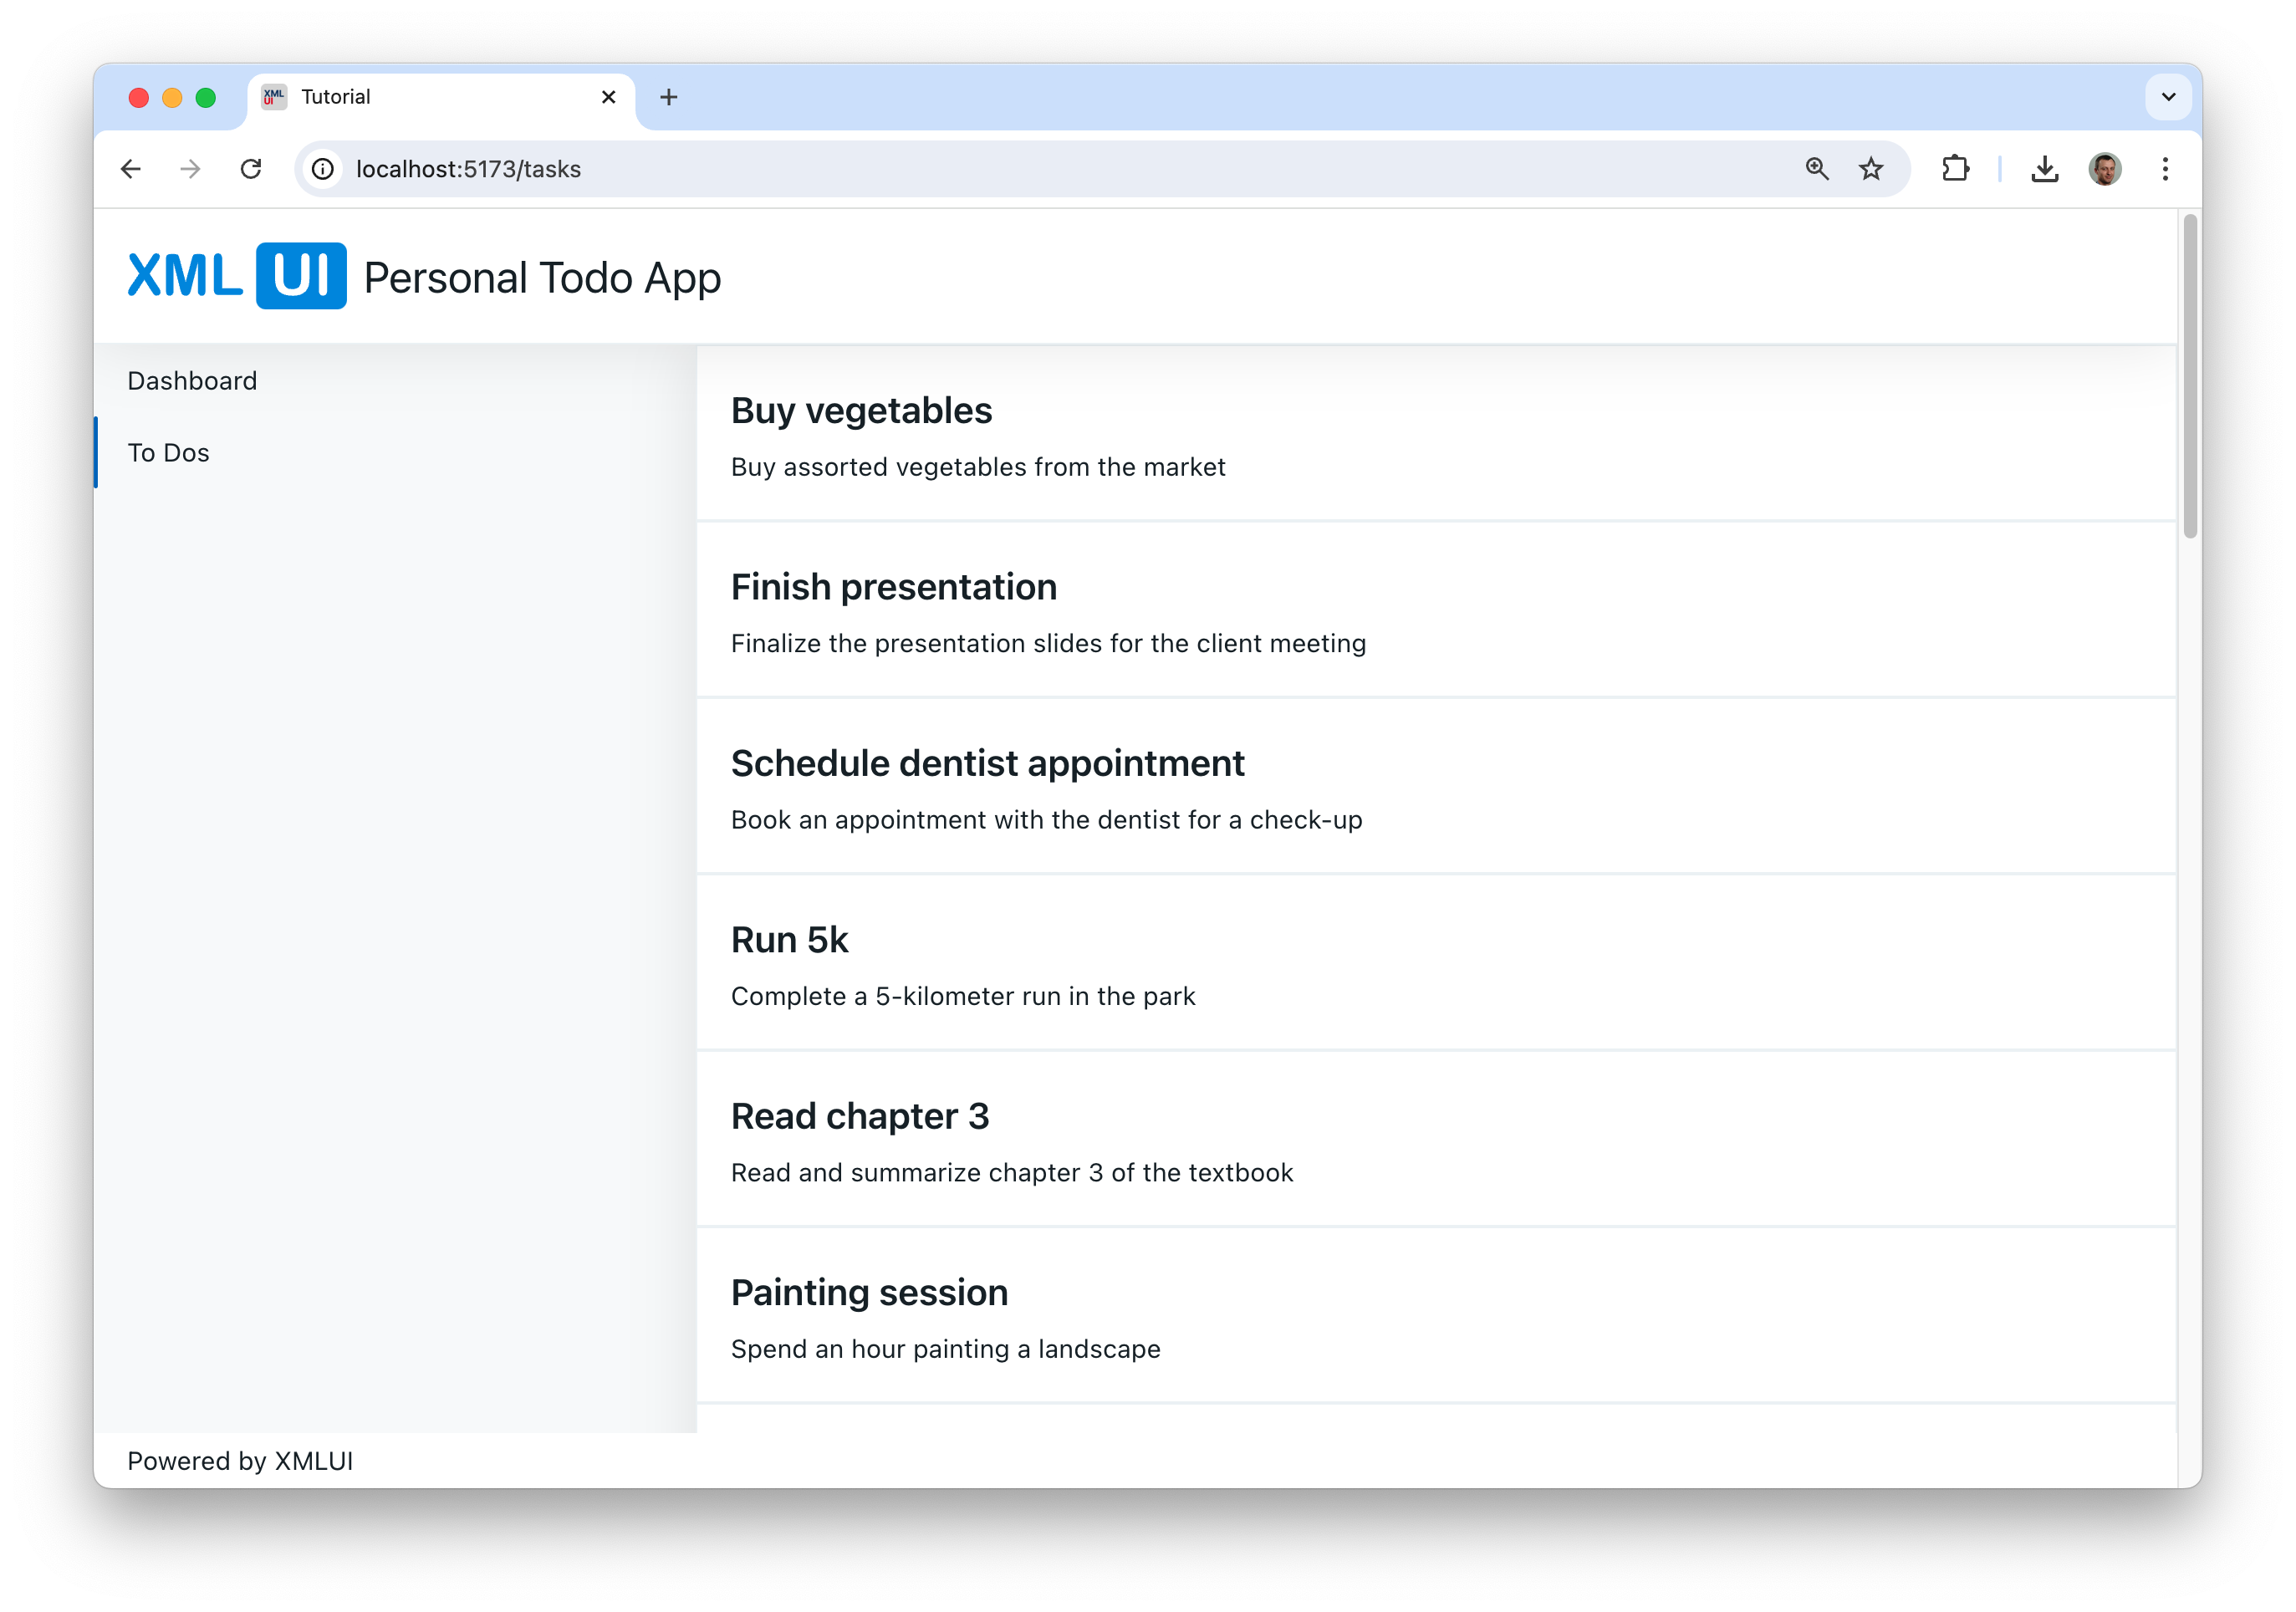 XML UI Tutorial
localhost:5173/tasks
XML UI Personal Todo App
Dashboard
To Dos
Buy vegetables
Buy assorted vegetables from the market
Finish presentation
Finalize the presentation slides for the client meeting
Schedule dentist appointment
Book an appointment with the dentist for a check-up
Run 5k
Complete a 5-kilometer run in the park
Read chapter 3
Read and summarize chapter 3 of the textbook
Painting session
Spend an hour painting a landscape
Powered by XMLUI